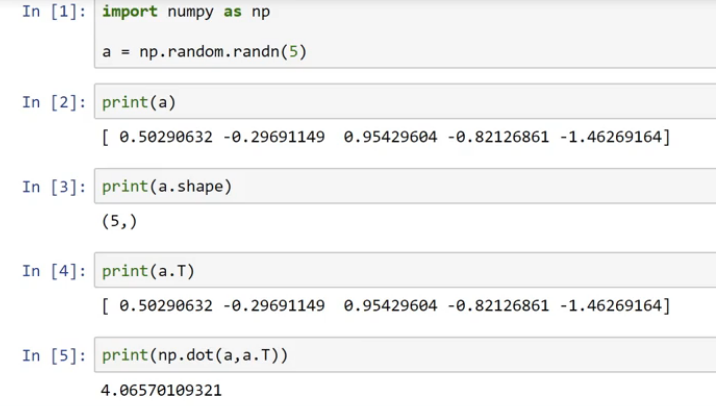 In [1]: import numpy as np
a = np.random.randn(5)
In [2]: print(a)
[ 0.50290632 -0.29691149  0.95429604 -0.82126861 -1.46269164]
In [3]: print(a.shape)
(5,)
In [4]: print(a.T)
[ 0.50290632 -0.29691149  0.95429604 -0.82126861 -1.46269164]
In [5]: print(np.dot(a,a.T))
4.06570109321